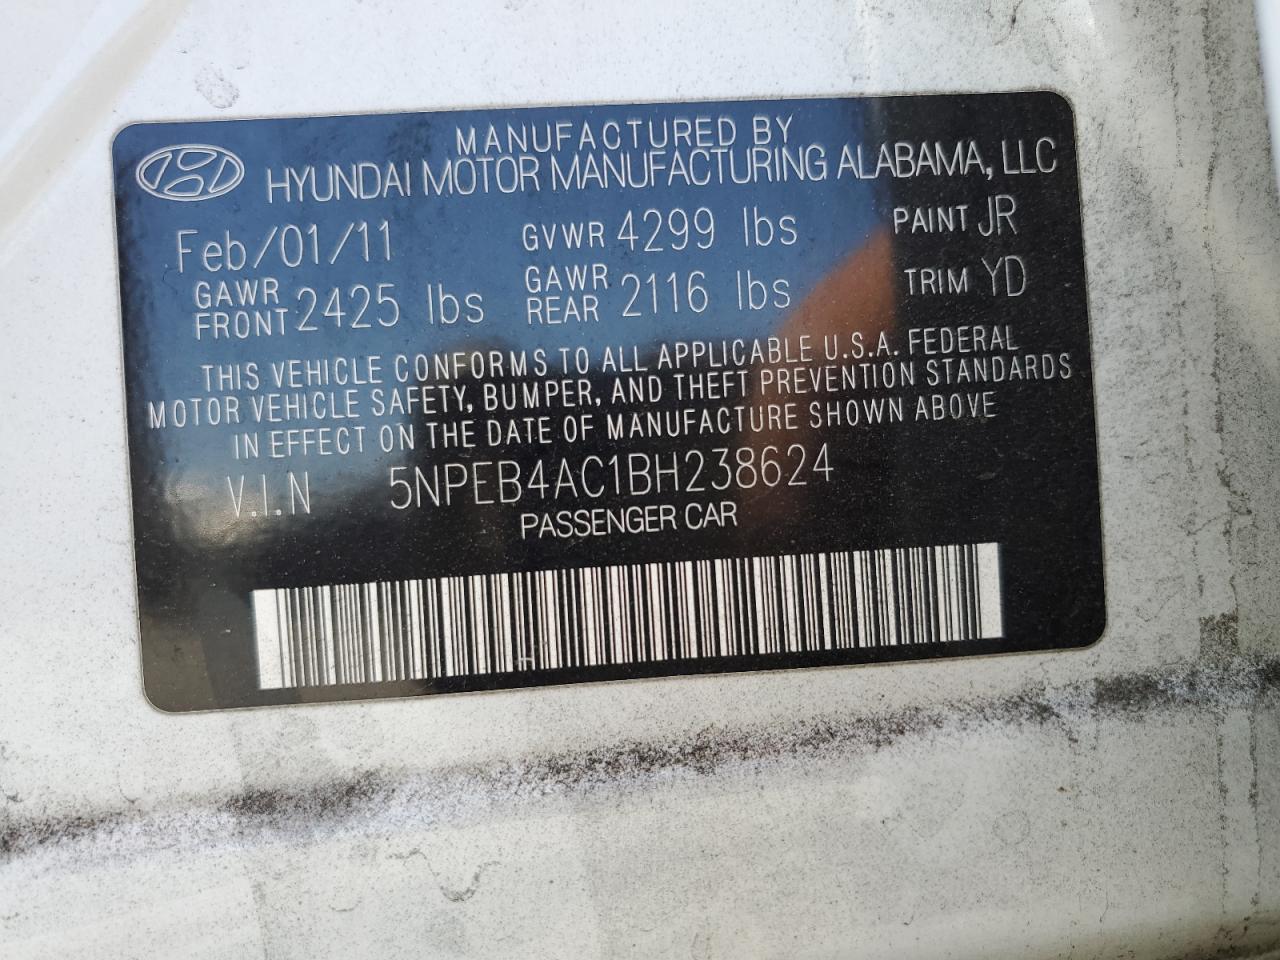 MANUFACTURED BY
HYUNDAI MOTOR MANUFACTURING ALABAMA, LLC
Feb/01/11 GVWR 4299 lbs PAINT JR
GAWR FRONT 2425 lbs GAWR REAR 2116 lbs TRIM YD
THIS VEHICLE CONFORMS TO ALL APPLICABLE U.S.A. FEDERAL
MOTOR VEHICLE SAFETY, BUMPER, AND THEFT PREVENTION STANDARDS
IN EFFECT ON THE DATE OF MANUFACTURE SHOWN ABOVE
V.I.N 5NPEB4AC1BH238624
PASSENGER CAR